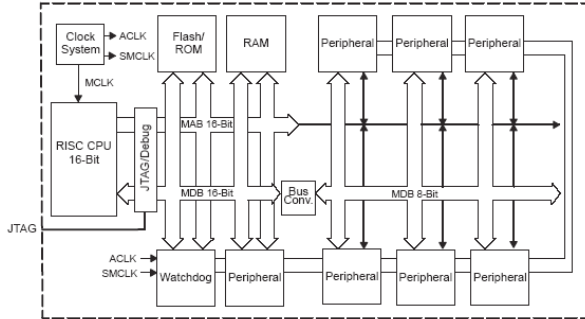 Clock
System
ACLK
SMCLK
MCLK
Flash/
ROM
RAM
Peripheral
Peripheral
Peripheral
RISC CPU
16-Bit
JTAG/Debug
MAB 16-Bit
MDB 16-Bit
Bus
Conv.
MDB 8-Bit
JTAG
ACLK
SMCLK
Watchdog
Peripheral
Peripheral
Peripheral
Peripheral